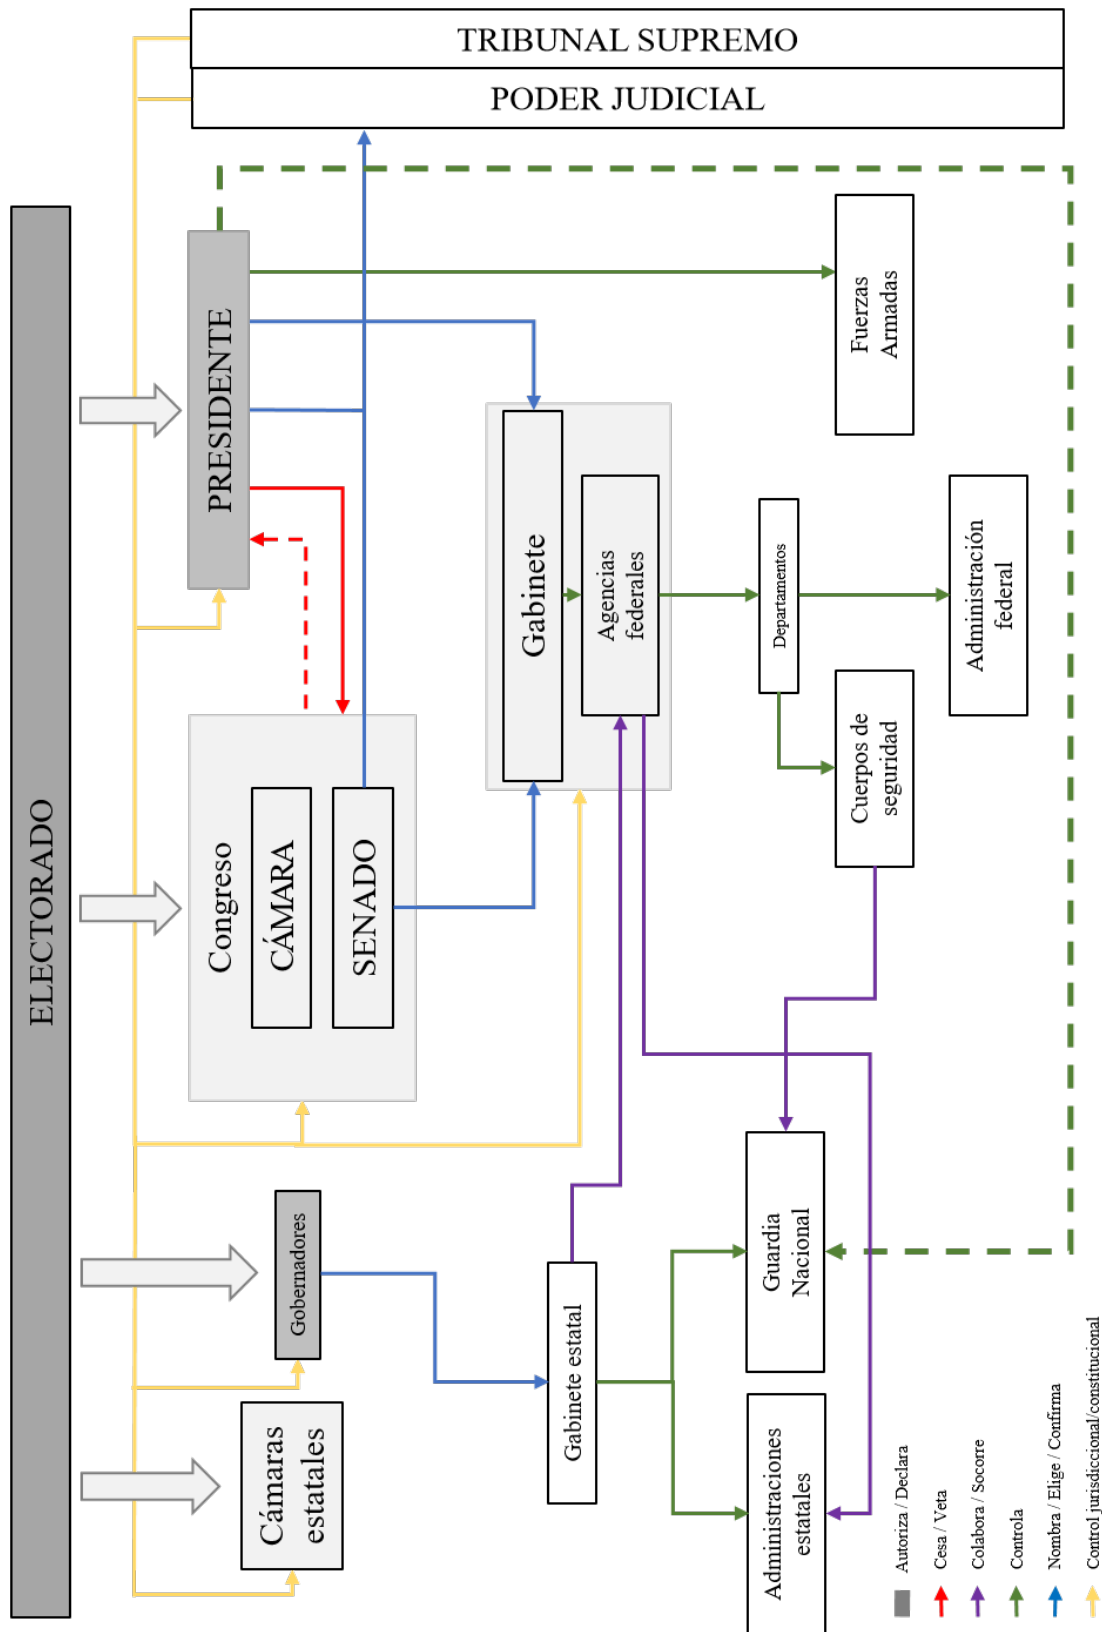 TRIBUNAL SUPREMO
PODER JUDICIAL
ELECTORADO
PRESIDENTE
Congreso
CÁMARA
SENADO
Gobernadores
Cámaras
estatales
Gabinete
Agencias
federales
Gabinete estatal
Departamentos
Fuerzas
Armadas
Cuerpos de
seguridad
Administración
federal
Guardia
Nacional
Administraciones
estatales
Autoriza / Declara
Cesa / Veta
Colabora / Socorre
Controla
Nombra / Elige / Confirma
Control jurisdiccional/constitucional